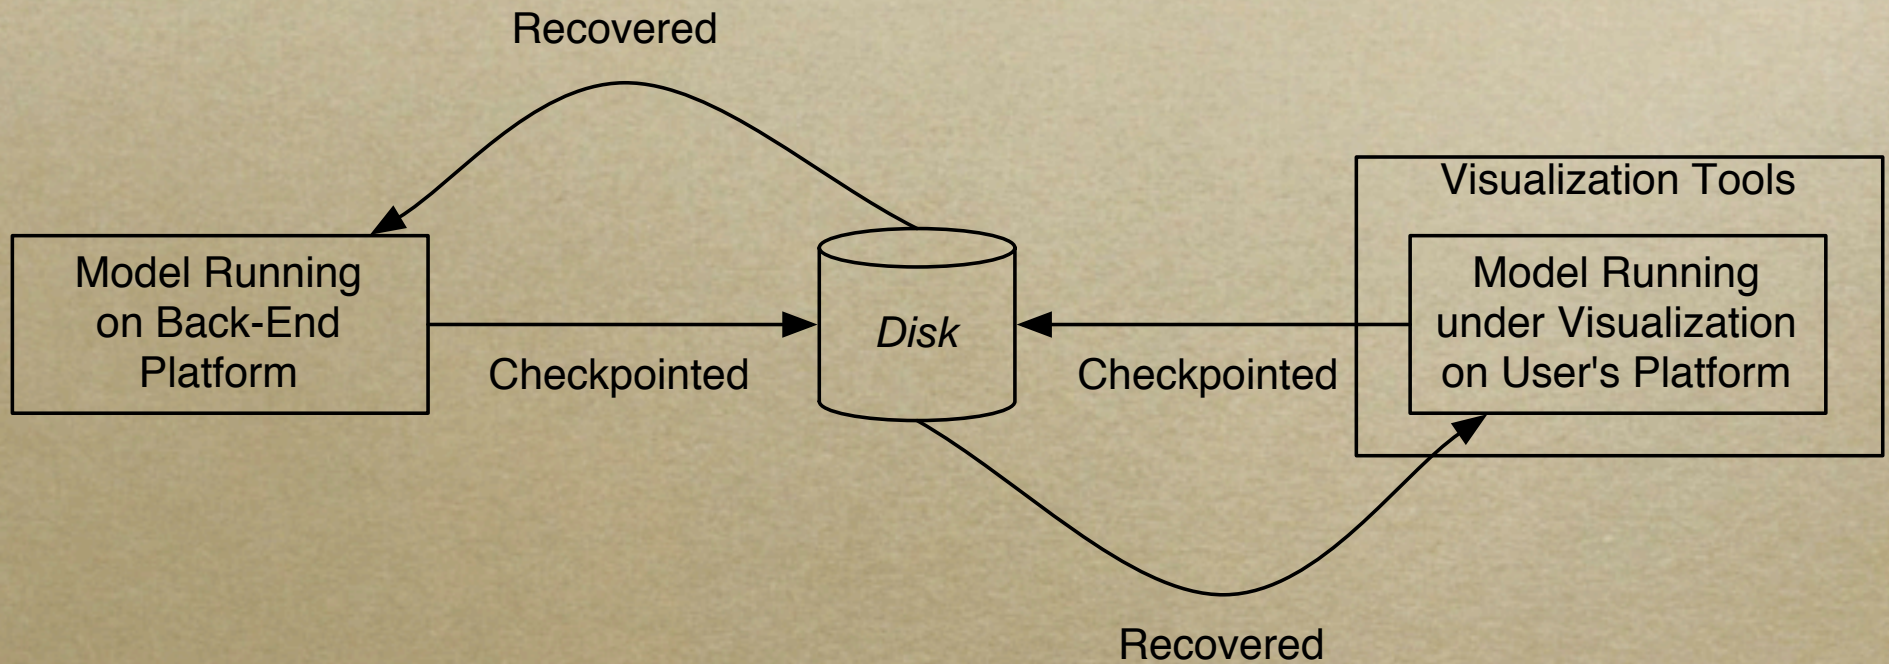 Recovered
Visualization Tools
Model Running
on Back-End
Platform
Checkpointed
Disk
Checkpointed
Model Running
under Visualization
on User's Platform
Recovered